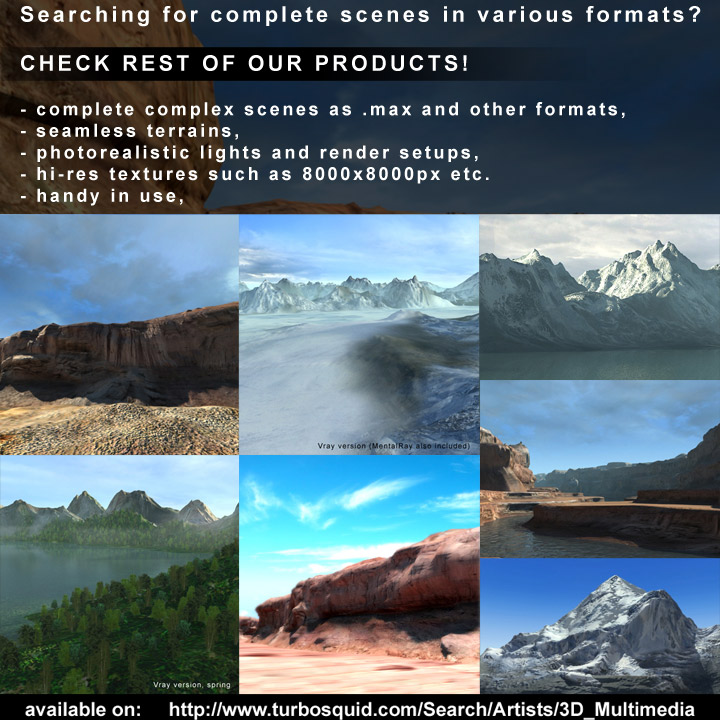 Searching for complete scenes in various formats?
CHECK REST OF OUR PRODUCTS!
- complete complex scenes as .max and other formats,
- seamless terrains,
- photorealistic lights and render setups,
- hi-res textures such as 8000x8000px etc.
- handy in use,
Vray version (MentalRay also included)
Vray version, spring
available on: http://www.turbosquid.com/Search/Artists/3D_Multimedia